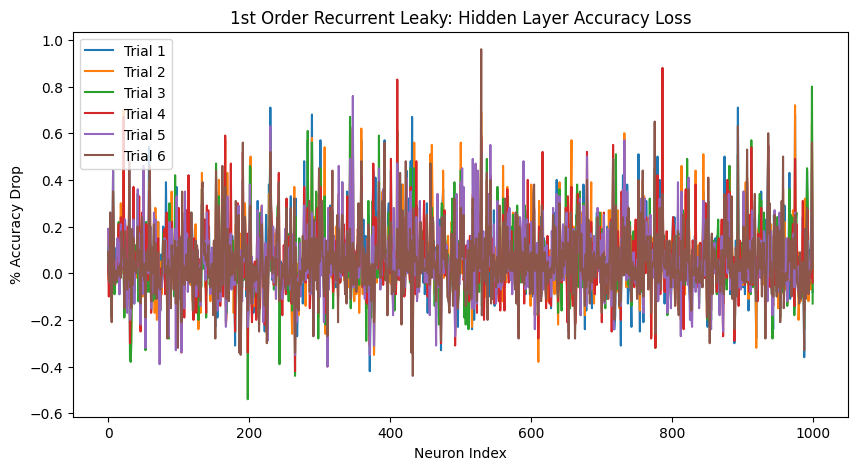 1st Order Recurrent Leaky: Hidden Layer Accuracy Loss
Trial 1
Trial 2
Trial 3
Trial 4
Trial 5
Trial 6
% Accuracy Drop
1.0
0.8
0.6
0.4
0.2
0.0
−0.2
−0.4
−0.6
0
200
400
600
800
1000
Neuron Index